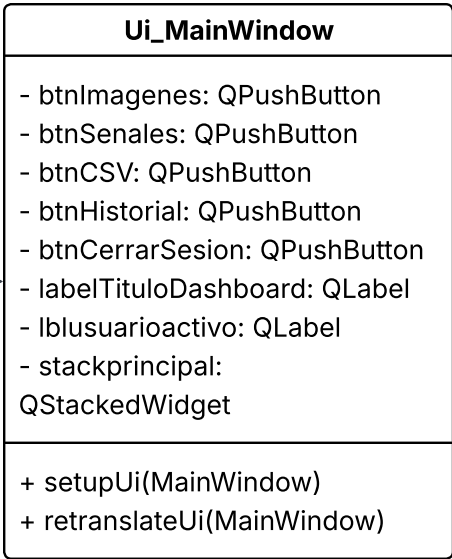 Ui_MainWindow
- btnImagenes: QPushButton
- btnSenales: QPushButton
- btnCSV: QPushButton
- btnHistorial: QPushButton
- btnCerrarSesion: QPushButton
- labelTituloDashboard: QLabel
- lblusuarioactivo: QLabel
- stackprincipal:
QStackedWidget
+ setupUi(MainWindow)
+ retranslateUi(MainWindow)